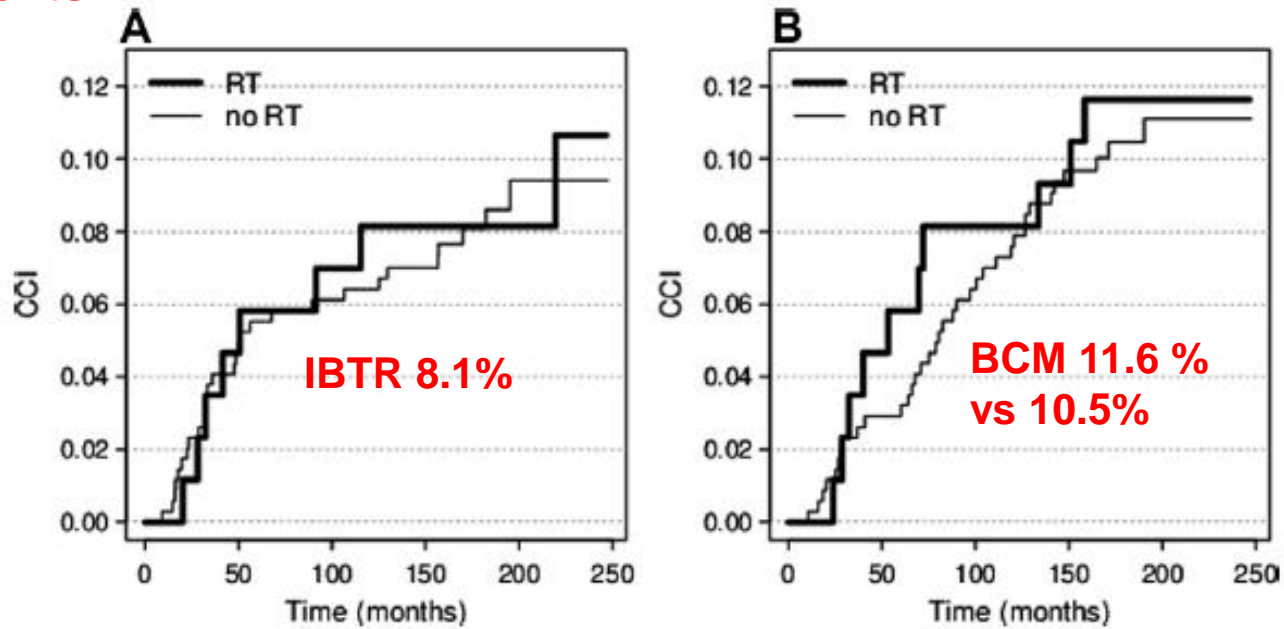 A
RT
no RT
0.12
0.10
0.08
0.06
0.04
0.02
0.00
CCI
IBTR 8.1%
0 50 100 150 200 250
Time (months)
B
RT
no RT
0.12
0.10
0.08
0.06
0.04
0.02
0.00
CCI
BCM 11.6 %
vs 10.5%
0 50 100 150 200 250
Time (months)